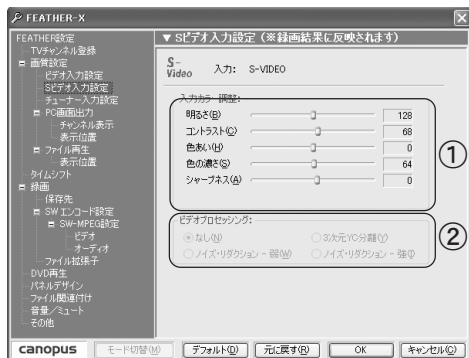 FEATHER-X
FEATHER設定
TVチャンネル登録
画質設定
ビデオ入力設定
Sビデオ入力設定
チューナー入力設定
PC画面出力
チャンネル表示
表示位置
ファイル再生
表示位置
タイムシフト
録画
保存先
SW エンコード設定
SW-MPEG設定
ビデオ
オーディオ
ファイル拡張子
DVD再生
パネルデザイン
ファイル関連付け
音量/ミュート
その他
▼ Sビデオ入力設定 (※録画結果に反映されます)
S-Video 入力: S-VIDEO
入力カラー調整:
明るさ(B) 128
コントラスト(C) 68
色あい(H) 0
色の濃さ(S) 64
シャープネス(A) 0
①
ビデオプロセッシング:
なし(N) 3次元YC分離(Y)
ノイズ・リダクション - 弱(W) ノイズ・リダクション - 強(I)
②
canopus モード切替(M) デフォルト(D) 元に戻す(R) OK キャンセル(C)